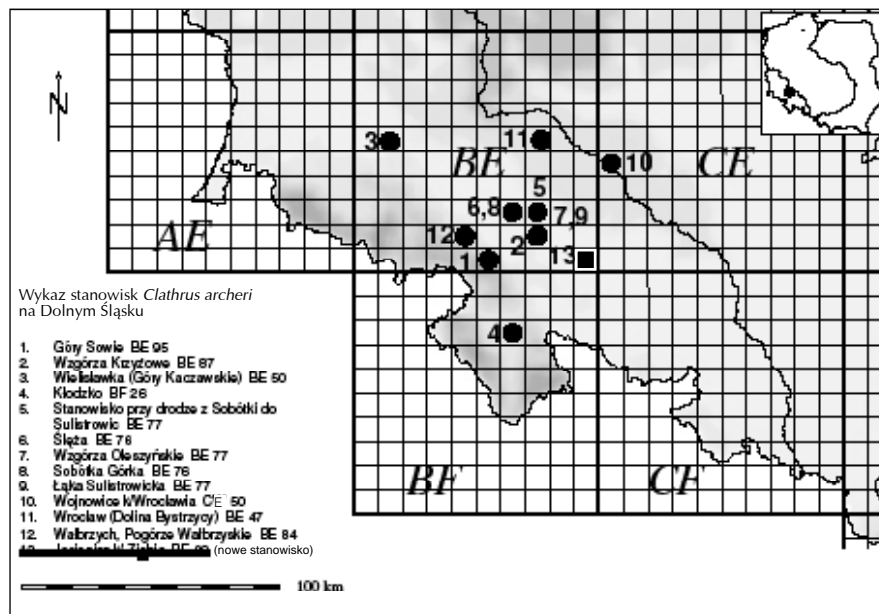 N
3
11
BE
10
CE
5
6,8
7,9
AE
12
2
1
13
4
Wykaz stanowisk Clathrus archeri
na Dolnym Śląsku
1. Góry Sowie BE 95
2. Wzgórza Krzyżowe BE 87
3. Wielisławka (Góry Kaczawskie) BE 50
4. Kłodzko BF 26
5. Stanowisko przy drodze z Sobótki do
Sulistrowic BE 77
6. Ślęża BE 76
7. Wzgórza Oleszyńskie BE 77
8. Sobótka Górka BE 76
9. Łąka Sulistrowicka BE 77
10. Wojnowice k/Wrocławia CE 50
11. Wrocław (Dolina Bystrzycy) BE 47
12. Wałbrzych, Pogórze Wałbrzyskie BE 84
(nowe stanowisko)
BF
CF
100 km